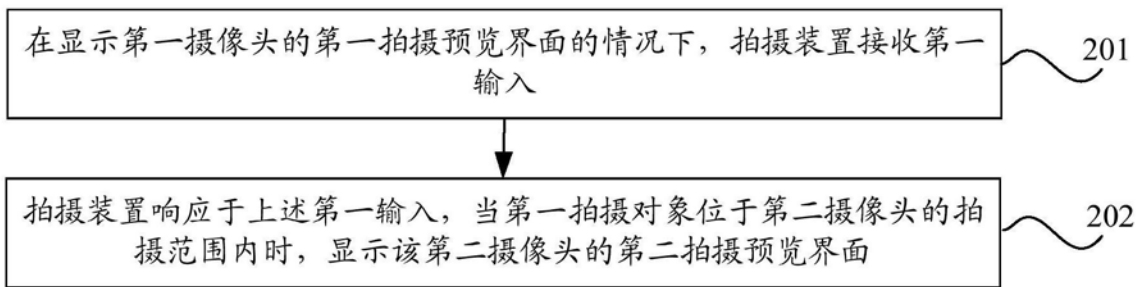 在显示第一摄像头的第一拍摄预览界面的情况下，拍摄装置接收第一
输入
201
拍摄装置响应于上述第一输入，当第一拍摄对象位于第二摄像头的拍
摄范围内时，显示该第二摄像头的第二拍摄预览界面
202